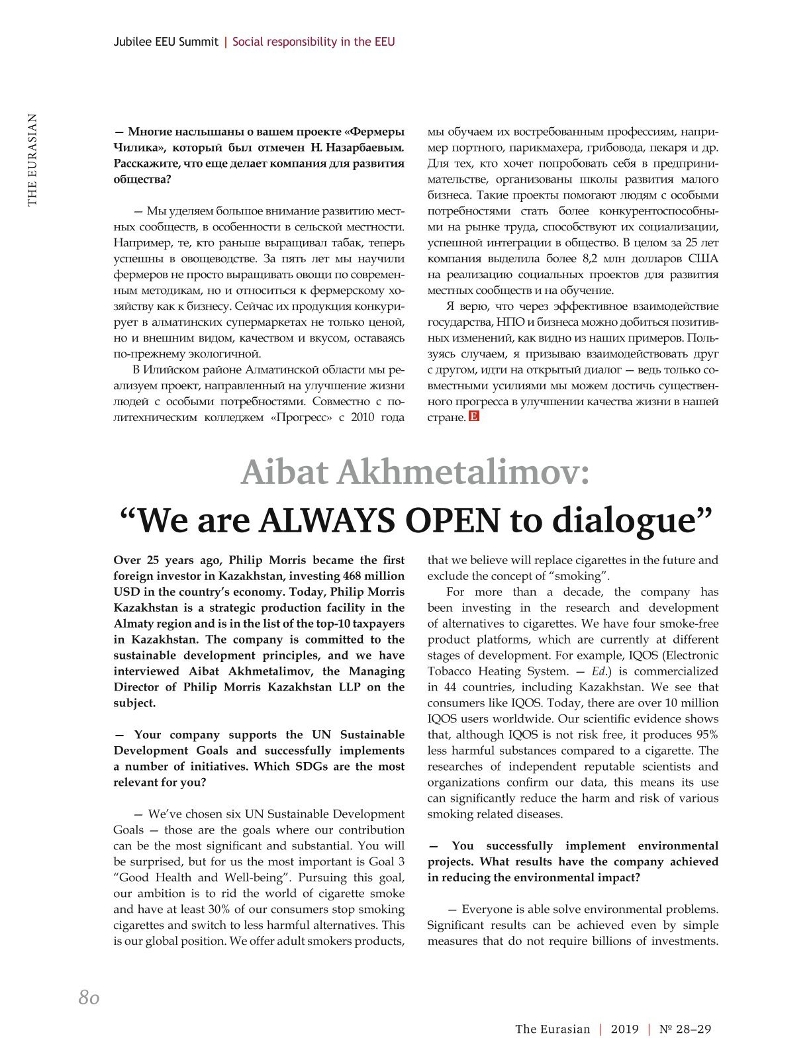 Jubilee EEU Summit | Social responsibility in the EEU
THE EURASIAN
— Многие наслышаны о вашем проекте «Фермеры
Чилика», который был отмечен Н. Назарбаевым.
Расскажите, что еще делает компания для развития
общества?
— Мы уделяем большое внимание развитию мест-
ных сообществ, в особенности в сельской местности.
Например, те, кто раньше выращивал табак, теперь
успешны в овощеводстве. За пять лет мы научили
фермеров не просто выращивать овощи по современ-
ным методикам, но и относиться к фермерскому хо-
зяйству как к бизнесу. Сейчас их продукция конкури-
рует в алматинских супермаркетах не только ценой,
но и внешним видом, качеством и вкусом, оставаясь
по-прежнему экологичной.
В Илийском районе Алматинской области мы ре-
ализуем проект, направленный на улучшение жизни
людей с особыми потребностями. Совместно с по-
литехническим колледжем «Прогресс» с 2010 года
мы обучаем их востребованным профессиям, напри-
мер портного, парикмахера, грибовода, пекаря и др.
Для тех, кто хочет попробовать себя в предприни-
мательстве, организованы школы развития малого
бизнеса. Такие проекты помогают людям с особыми
потребностями стать более конкурентоспособны-
ми на рынке труда, способствуют их социализации,
успешной интеграции в общество. В целом за 25 лет
компания выделила более 8,2 млн долларов США
на реализацию социальных проектов для развития
местных сообществ и на обучение.
Я верю, что через эффективное взаимодействие
государства, НПО и бизнеса можно добиться позитив-
ных изменений, как видно из наших примеров. Поль-
зуясь случаем, я призываю взаимодействовать друг
с другом, идти на открытый диалог — ведь только со-
вместными усилиями мы можем достичь существен-
ного прогресса в улучшении качества жизни в нашей
стране. E
Aibat Akhmetalimov:
“We are ALWAYS OPEN to dialogue”
Over 25 years ago, Philip Morris became the first
foreign investor in Kazakhstan, investing 468 million
USD in the country’s economy. Today, Philip Morris
Kazakhstan is a strategic production facility in the
Almaty region and is in the list of the top-10 taxpayers
in Kazakhstan. The company is committed to the
sustainable development principles, and we have
interviewed Aibat Akhmetalimov, the Managing
Director of Philip Morris Kazakhstan LLP on the
subject.
— Your company supports the UN Sustainable
Development Goals and successfully implements
a number of initiatives. Which SDGs are the most
relevant for you?
— We’ve chosen six UN Sustainable Development
Goals — those are the goals where our contribution
can be the most significant and substantial. You will
be surprised, but for us the most important is Goal 3
“Good Health and Well-being”. Pursuing this goal,
our ambition is to rid the world of cigarette smoke
and have at least 30% of our consumers stop smoking
cigarettes and switch to less harmful alternatives. This
is our global position. We offer adult smokers products,
that we believe will replace cigarettes in the future and
exclude the concept of “smoking”.
For more than a decade, the company has
been investing in the research and development
of alternatives to cigarettes. We have four smoke-free
product platforms, which are currently at different
stages of development. For example, IQOS (Electronic
Tobacco Heating System. — Ed.) is commercialized
in 44 countries, including Kazakhstan. We see that
consumers like IQOS. Today, there are over 10 million
IQOS users worldwide. Our scientific evidence shows
that, although IQOS is not risk free, it produces 95%
less harmful substances compared to a cigarette. The
researches of independent reputable scientists and
organizations confirm our data, this means its use
can significantly reduce the harm and risk of various
smoking related diseases.
— You successfully implement environmental
projects. What results have the company achieved
in reducing the environmental impact?
— Everyone is able solve environmental problems.
Significant results can be achieved even by simple
measures that do not require billions of investments.
80
The Eurasian | 2019 | № 28–29